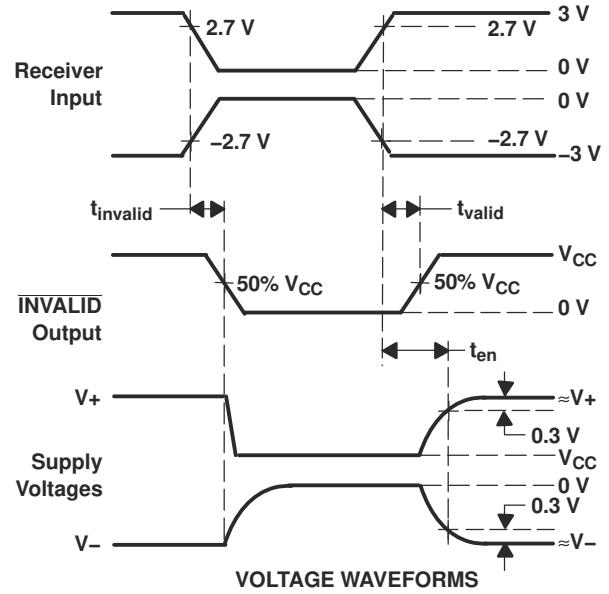 3 V
2.7 V
2.7 V
Receiver
Input
0 V
0 V
−2.7 V
−2.7 V
−3 V
tinvalid
tvalid
VCC
50% VCC
50% VCC
INVALID
Output
0 V
ten
V+
≈V+
0.3 V
Supply
Voltages
VCC
0 V
0.3 V
V−
≈V−
VOLTAGE WAVEFORMS